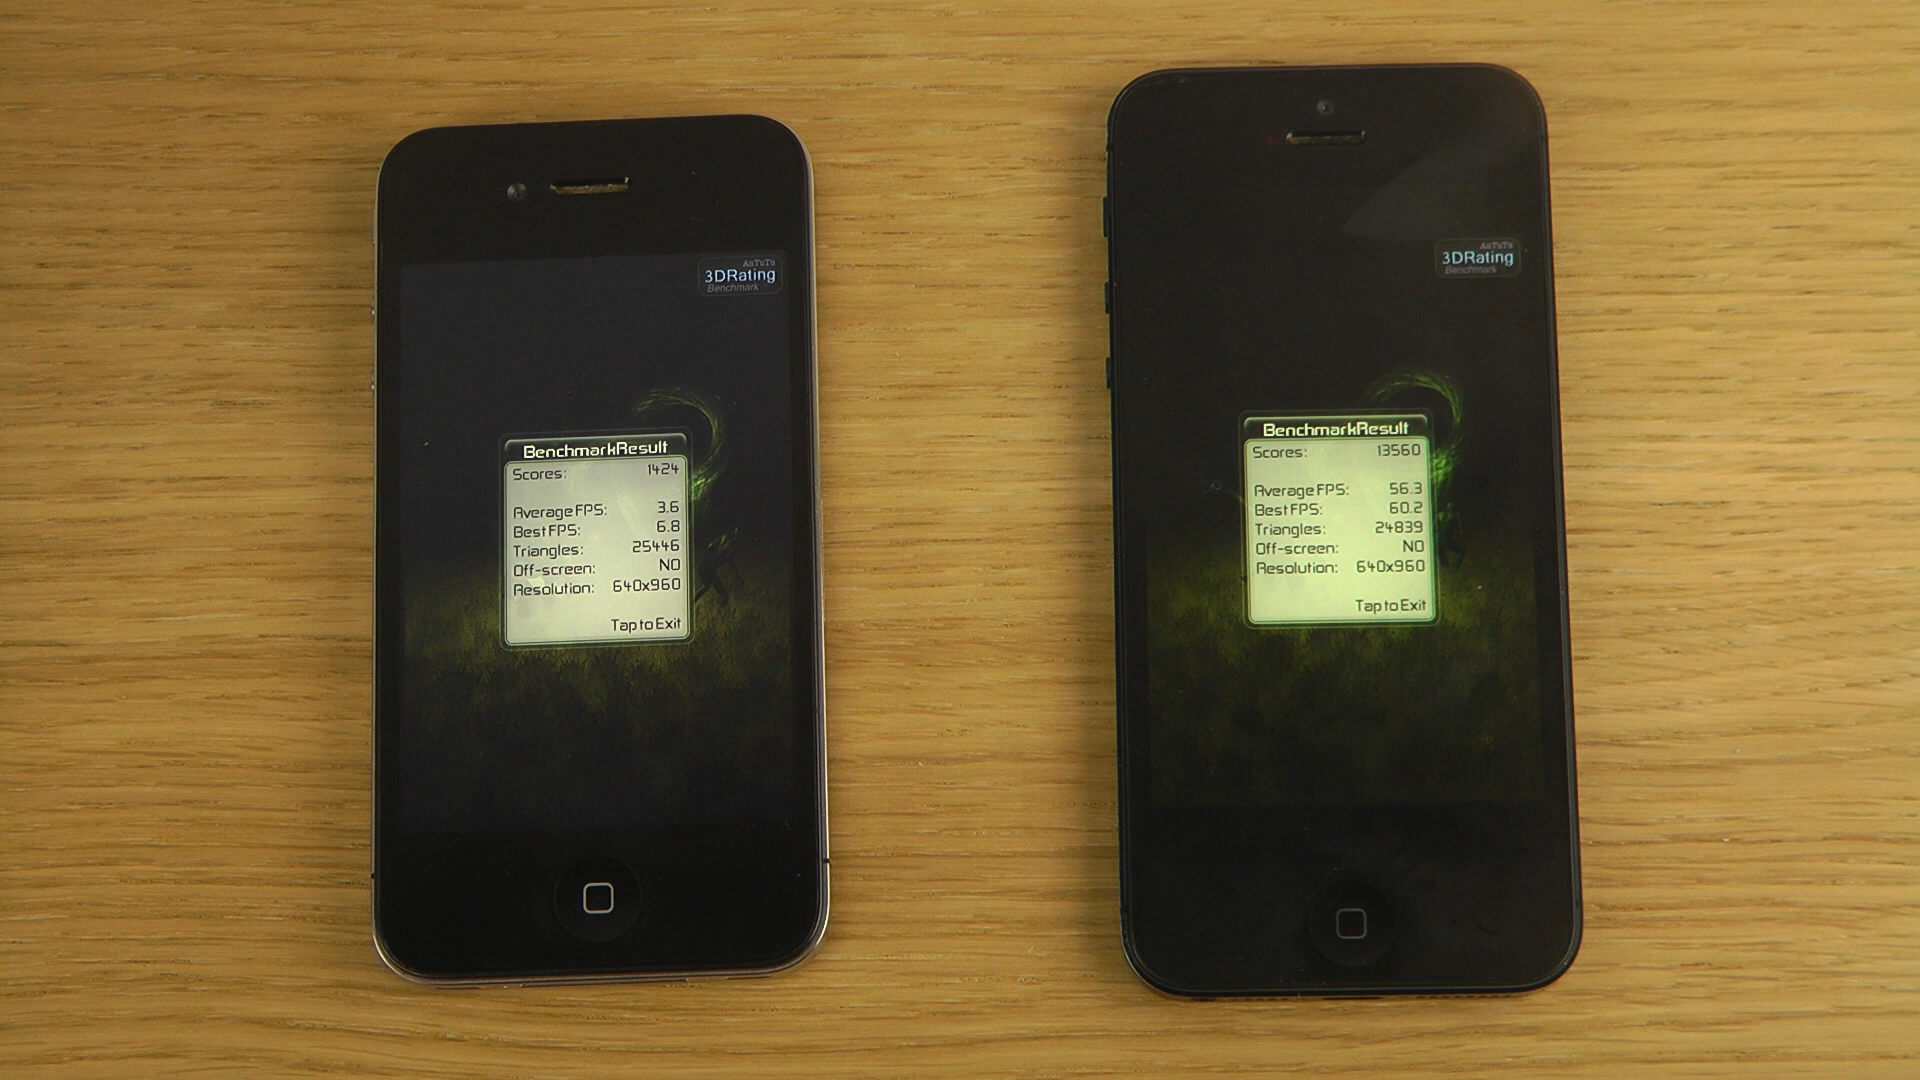 AnTuTu
3DRating
Benchmark
BenchmarkResult
Scores: 1424
Average FPS: 3.6
Best FPS: 6.8
Triangles: 25446
Off-screen: NO
Resolution: 640x960
Tap to Exit
AnTuTu
3DRating
Benchmark
BenchmarkResult
Scores: 13560
Average FPS: 56.3
Best FPS: 60.2
Triangles: 24839
Off-screen: NO
Resolution: 640x960
Tap to Exit